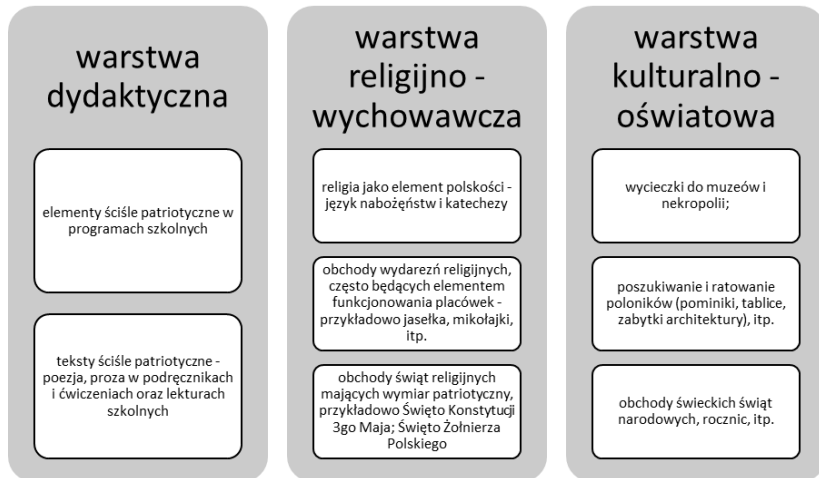 warstwa
dydaktyczna
elementy ściśle patriotyczne w
programach szkolnych
teksty ściśle patriotyczne -
poezja, proza w podręcznikach
i ćwiczeniach oraz lekturach
szkolnych
warstwa
religijno -
wychowawcza
religia jako element polskości -
język nabożeństw i katechezy
obchody wydarezń religijnych,
często będących elementem
funkcjonowania placówek -
przykładowo jasełka, mikołajki,
itp.
obchody świąt religijnych
mających wymiar patriotyczny,
przykładowo Święto Konstytucji
3go Maja; Święto Żołnierza
Polskiego
warstwa
kulturalno -
oświatowa
wycieczki do muzeów i
nekropolii;
poszukiwanie i ratowanie
poloników (pominiki, tablice,
zabytki architektury), itp.
obchody świeckich świąt
narodowych, rocznic, itp.